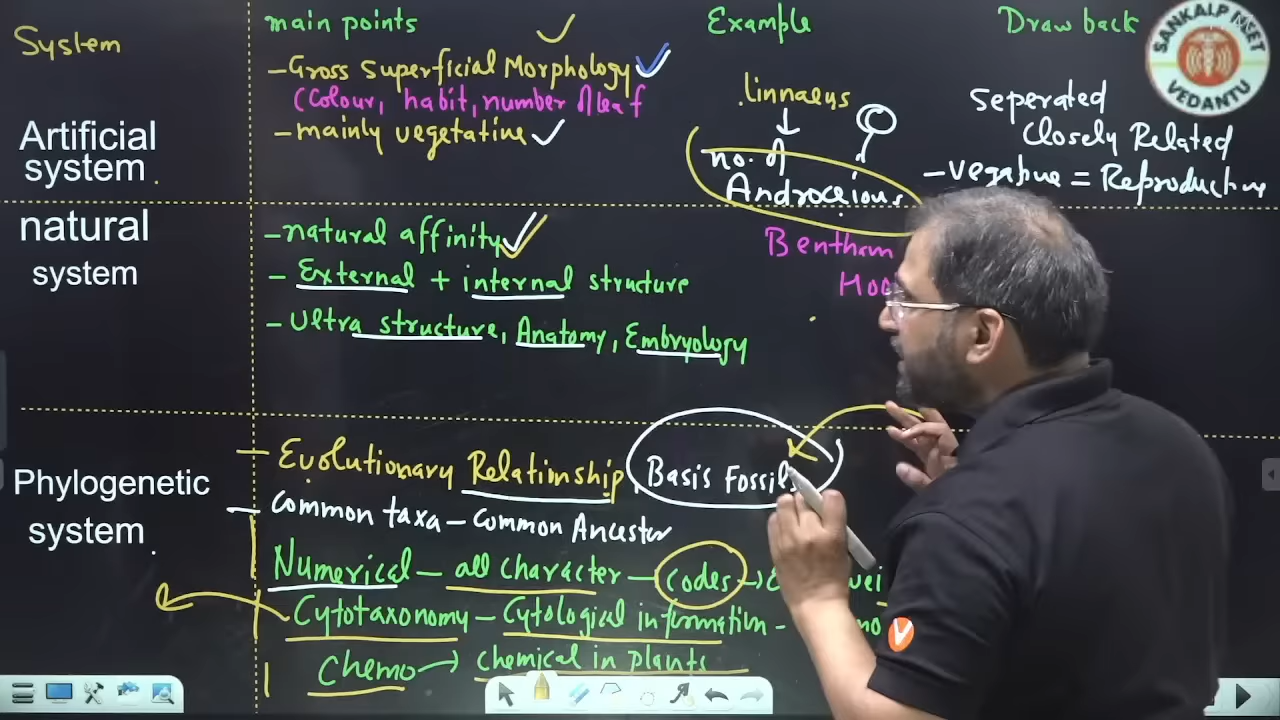 System
main points
Example
Draw back
SANKALP NEET
VEDANTU
Artificial
system.
-Gross superficial Morphology
(Colour, habit, number of leaf
-mainly vegetative
Linnaeus
no. of
Androceious
seperated
closely Related
-vegative = Reproductive
natural
system
-natural affinity
- External + internal structure
- Ultra structure, Anatomy, Embryology
Bentham
Phylogenetic
system.
- Evolutionary Relationship, Basis Fossils
- Common taxa - Common Ancestor
Numerical - all character - codes →
Cytotaxonomy - Cytological information -
Chemo → chemical in plants